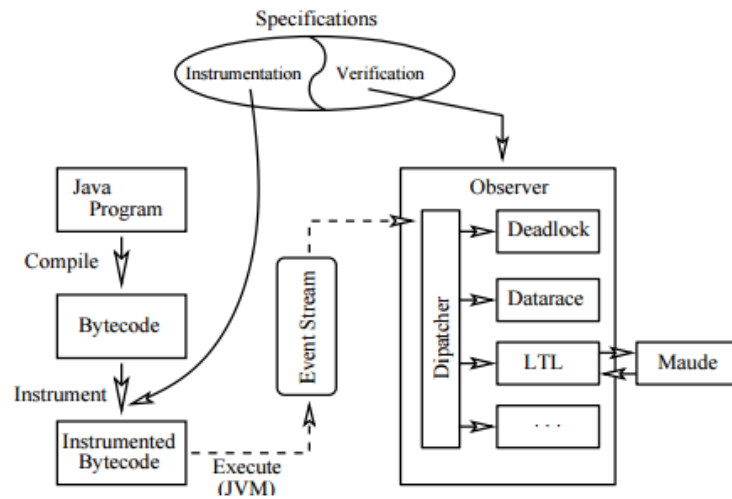 Specifications
Instrumentation
Verification
Java
Program
Compile
Bytecode
Instrument
Instrumented
Bytecode
Execute
(JVM)
Event Stream
Observer
Dipatcher
Deadlock
Datarace
LTL
Maude
. . .